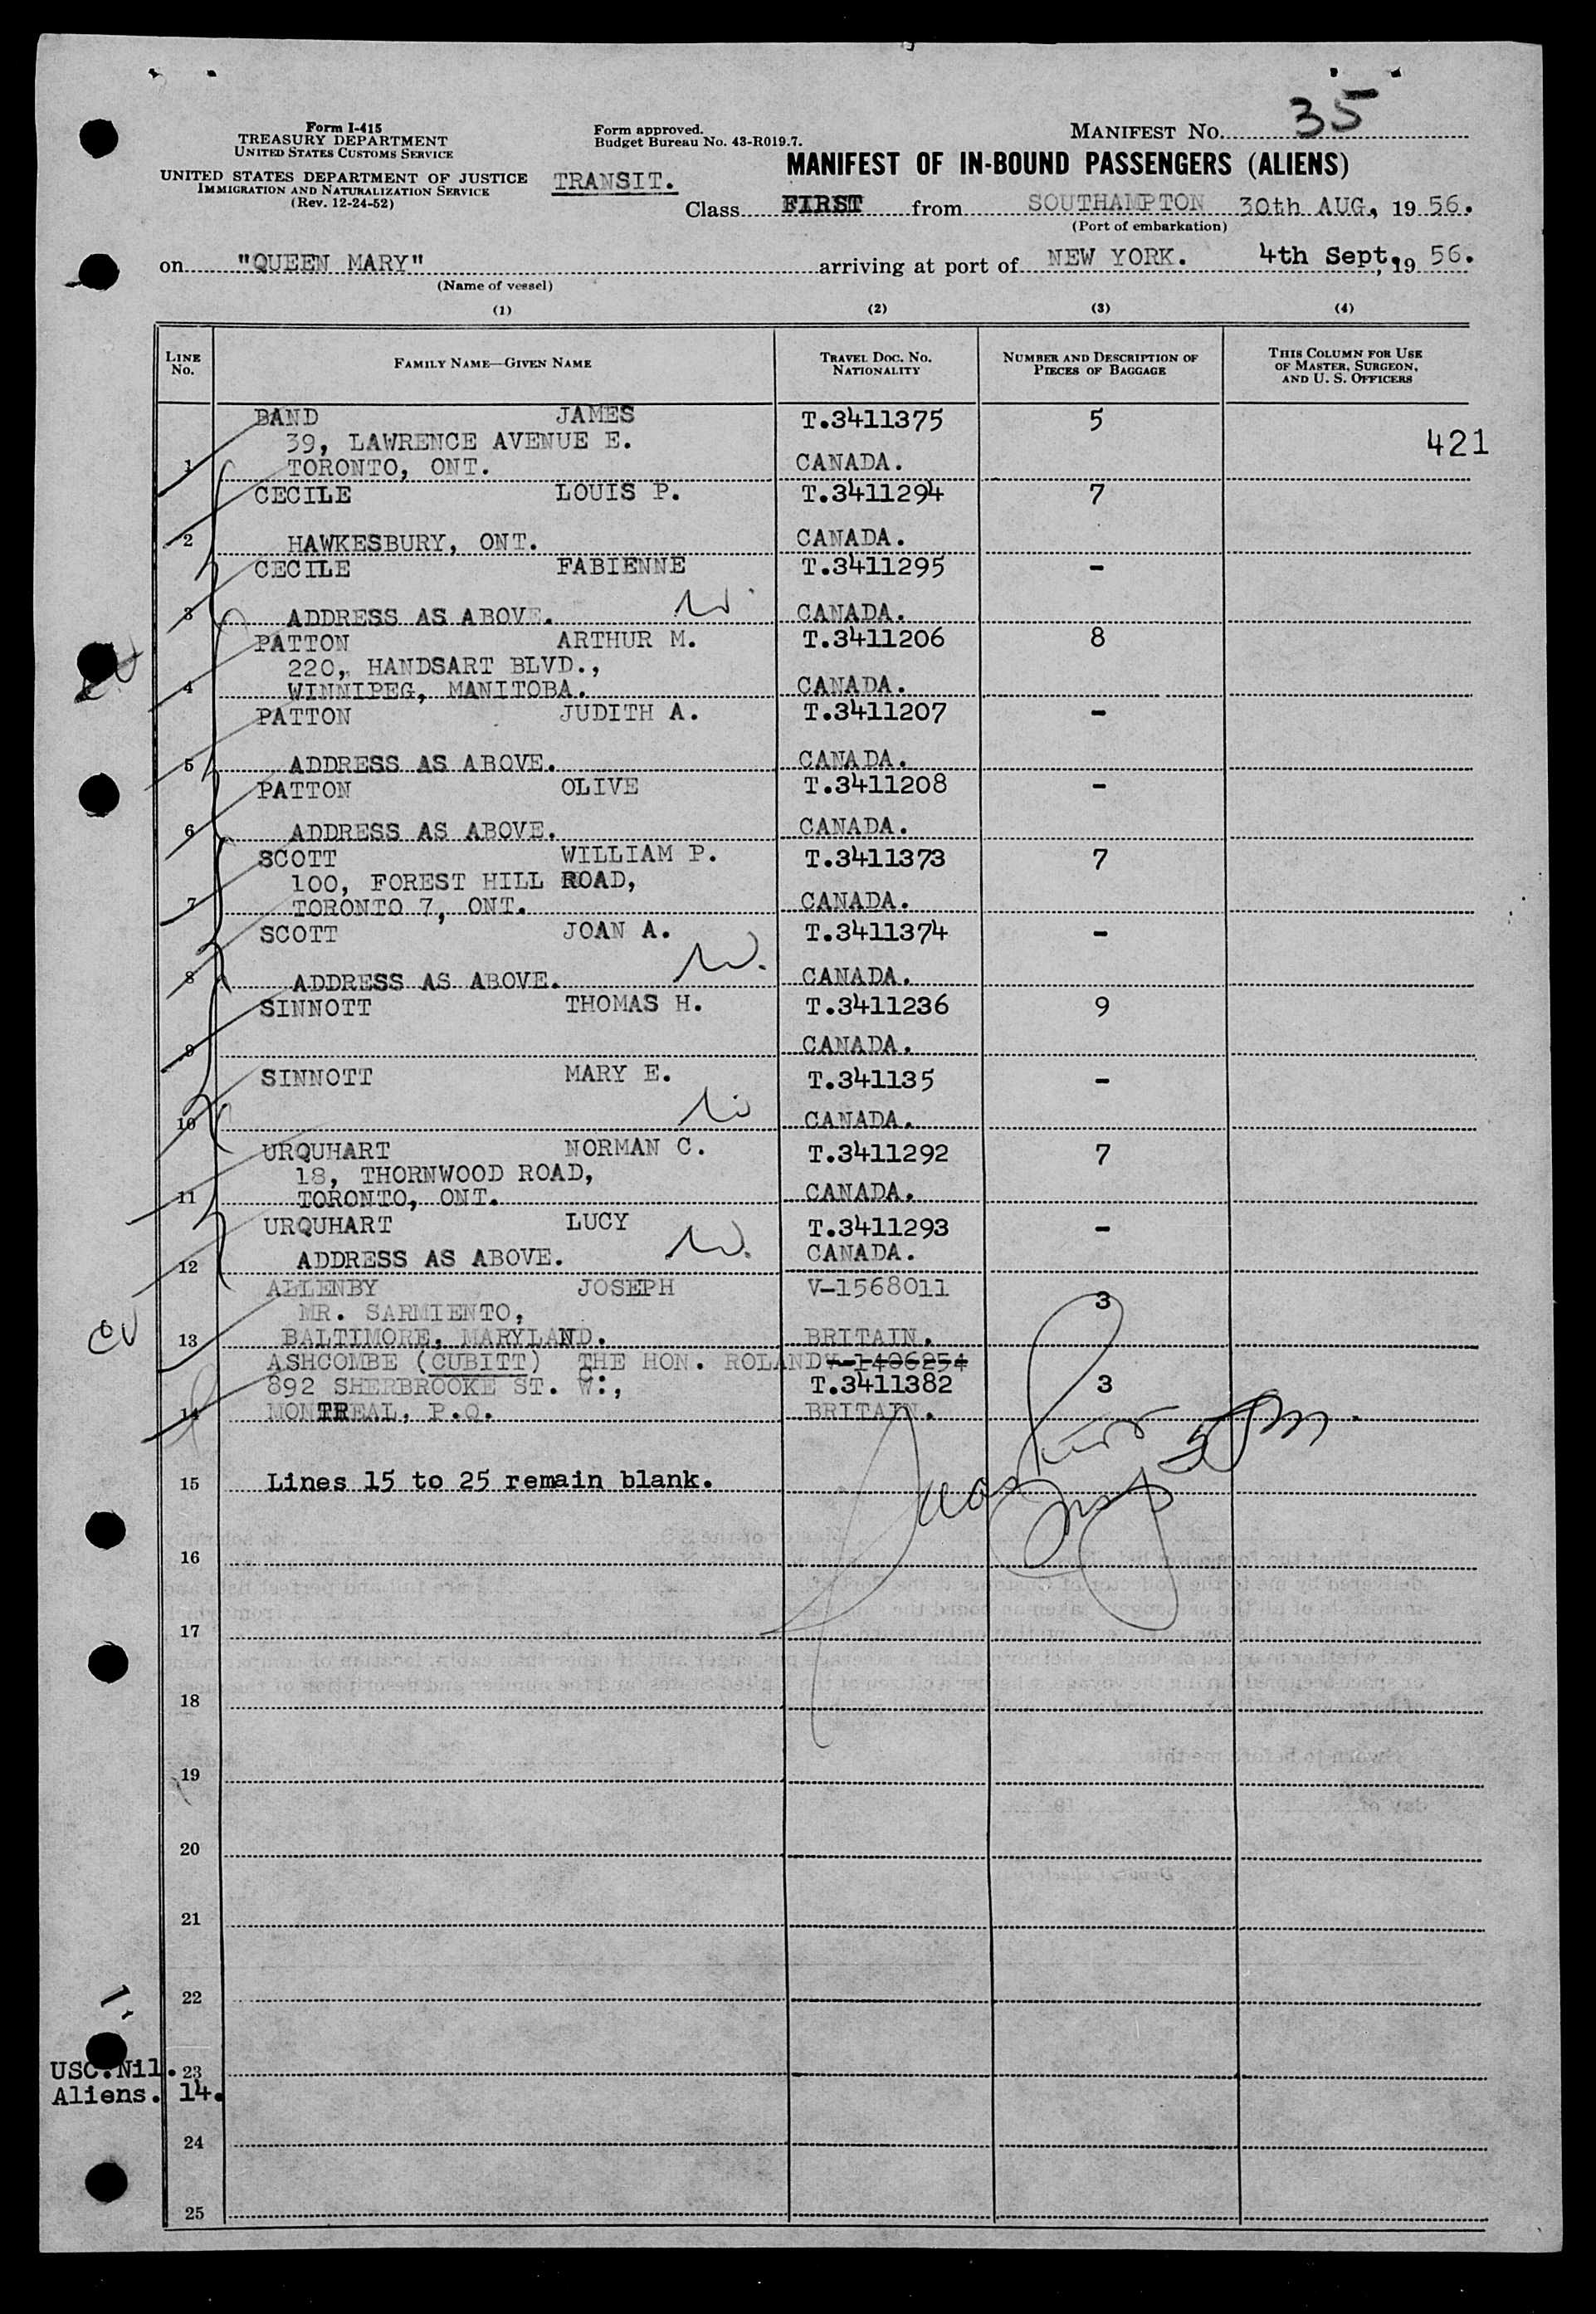 35
Form I-415
TREASURY DEPARTMENT
UNITED STATES CUSTOMS SERVICE
UNITED STATES DEPARTMENT OF JUSTICE
IMMIGRATION AND NATURALIZATION SERVICE
(Rev. 12-24-52)
Form approved.
Budget Bureau No. 43-R019.7.
MANIFEST NO.
MANIFEST OF IN-BOUND PASSENGERS (ALIENS)
TRANSIT.
Class FIRST from SOUTHAMPTON 30th AUG, 19 56.
(Port of embarkation)
on "QUEEN MARY" arriving at port of NEW YORK. 4th Sept, 19 56.
(Name of vessel)
(1) (2) (3) (4)
LINE NO. FAMILY NAME—GIVEN NAME TRAVEL DOC. NO. NATIONALITY NUMBER AND DESCRIPTION OF PIECES OF BAGGAGE THIS COLUMN FOR USE OF MASTER, SURGEON, AND U. S. OFFICERS
BAND JAMES T.3411375 5
39, LAWRENCE AVENUE E. 421
1 TORONTO, ONT. CANADA.
CECILE LOUIS P. T.3411294 7
2 HAWKESBURY, ONT. CANADA.
CECILE FABIENNE T.3411295 -
3 ADDRESS AS ABOVE. CANADA.
PATTON ARTHUR M. T.3411206 8
220, HANDSART BLVD.,
4 WINNIPEG, MANITOBA. CANADA.
PATTON JUDITH A. T.3411207 -
5 ADDRESS AS ABOVE. CANADA.
PATTON OLIVE T.3411208 -
6 ADDRESS AS ABOVE. CANADA.
SCOTT WILLIAM P. T.3411373 7
100, FOREST HILL ROAD,
7 TORONTO 7, ONT. CANADA.
SCOTT JOAN A. T.3411374 -
8 ADDRESS AS ABOVE. CANADA.
SINNOTT THOMAS H. T.3411236 9
9 CANADA.
SINNOTT MARY E. T.341135 -
10 CANADA.
URQUHART NORMAN C. T.3411292 7
18, THORNWOOD ROAD,
11 TORONTO, ONT. CANADA.
URQUHART LUCY T.3411293 -
12 ADDRESS AS ABOVE. CANADA.
ALLENBY JOSEPH V-1568011 3
MR. SARMIENTO,
13 BALTIMORE, MARYLAND. BRITAIN.
ASHCOMBE (CUBITT) THE HON. ROLAND V-1406254
892 SHERBROOKE ST. W., T.3411382 3
14 MONTREAL, P.Q. BRITAIN.
15 Lines 15 to 25 remain blank.
16
17
18
19
20
21
22
USC.Nil. 23
Aliens. 14.
24
25